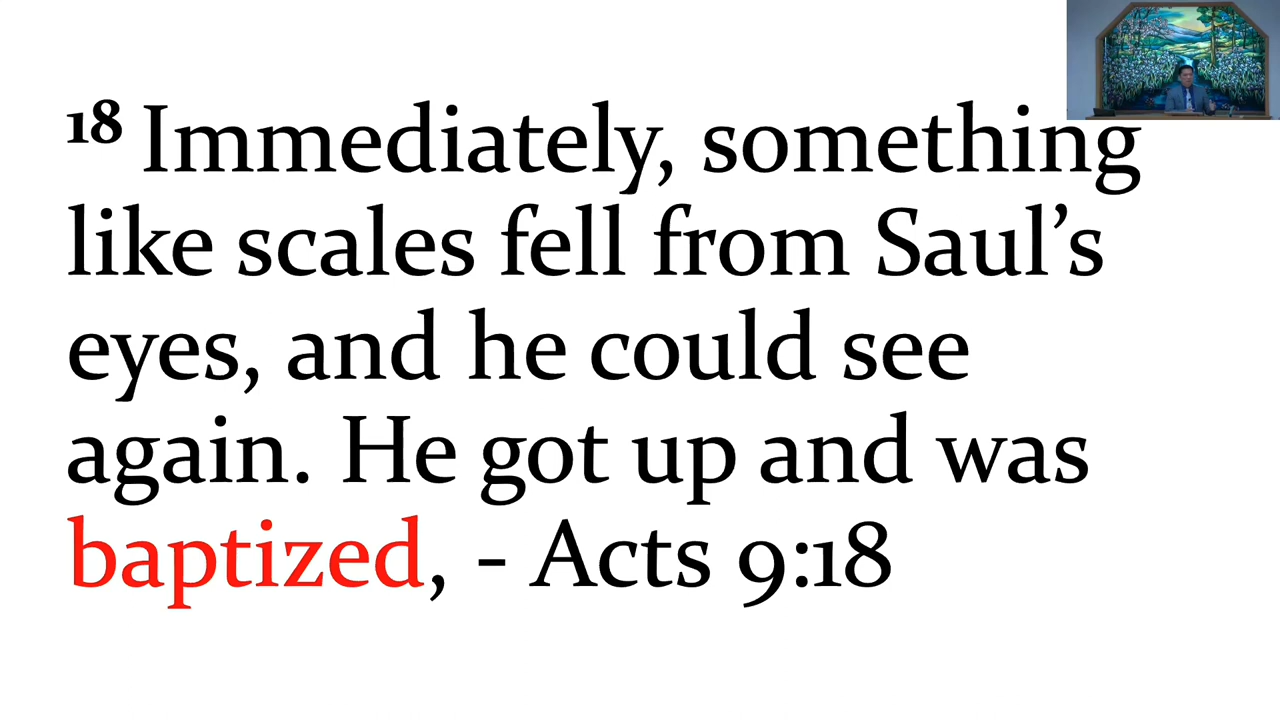 18 Immediately, something
like scales fell from Saul’s
eyes, and he could see
again. He got up and was
baptized, - Acts 9:18